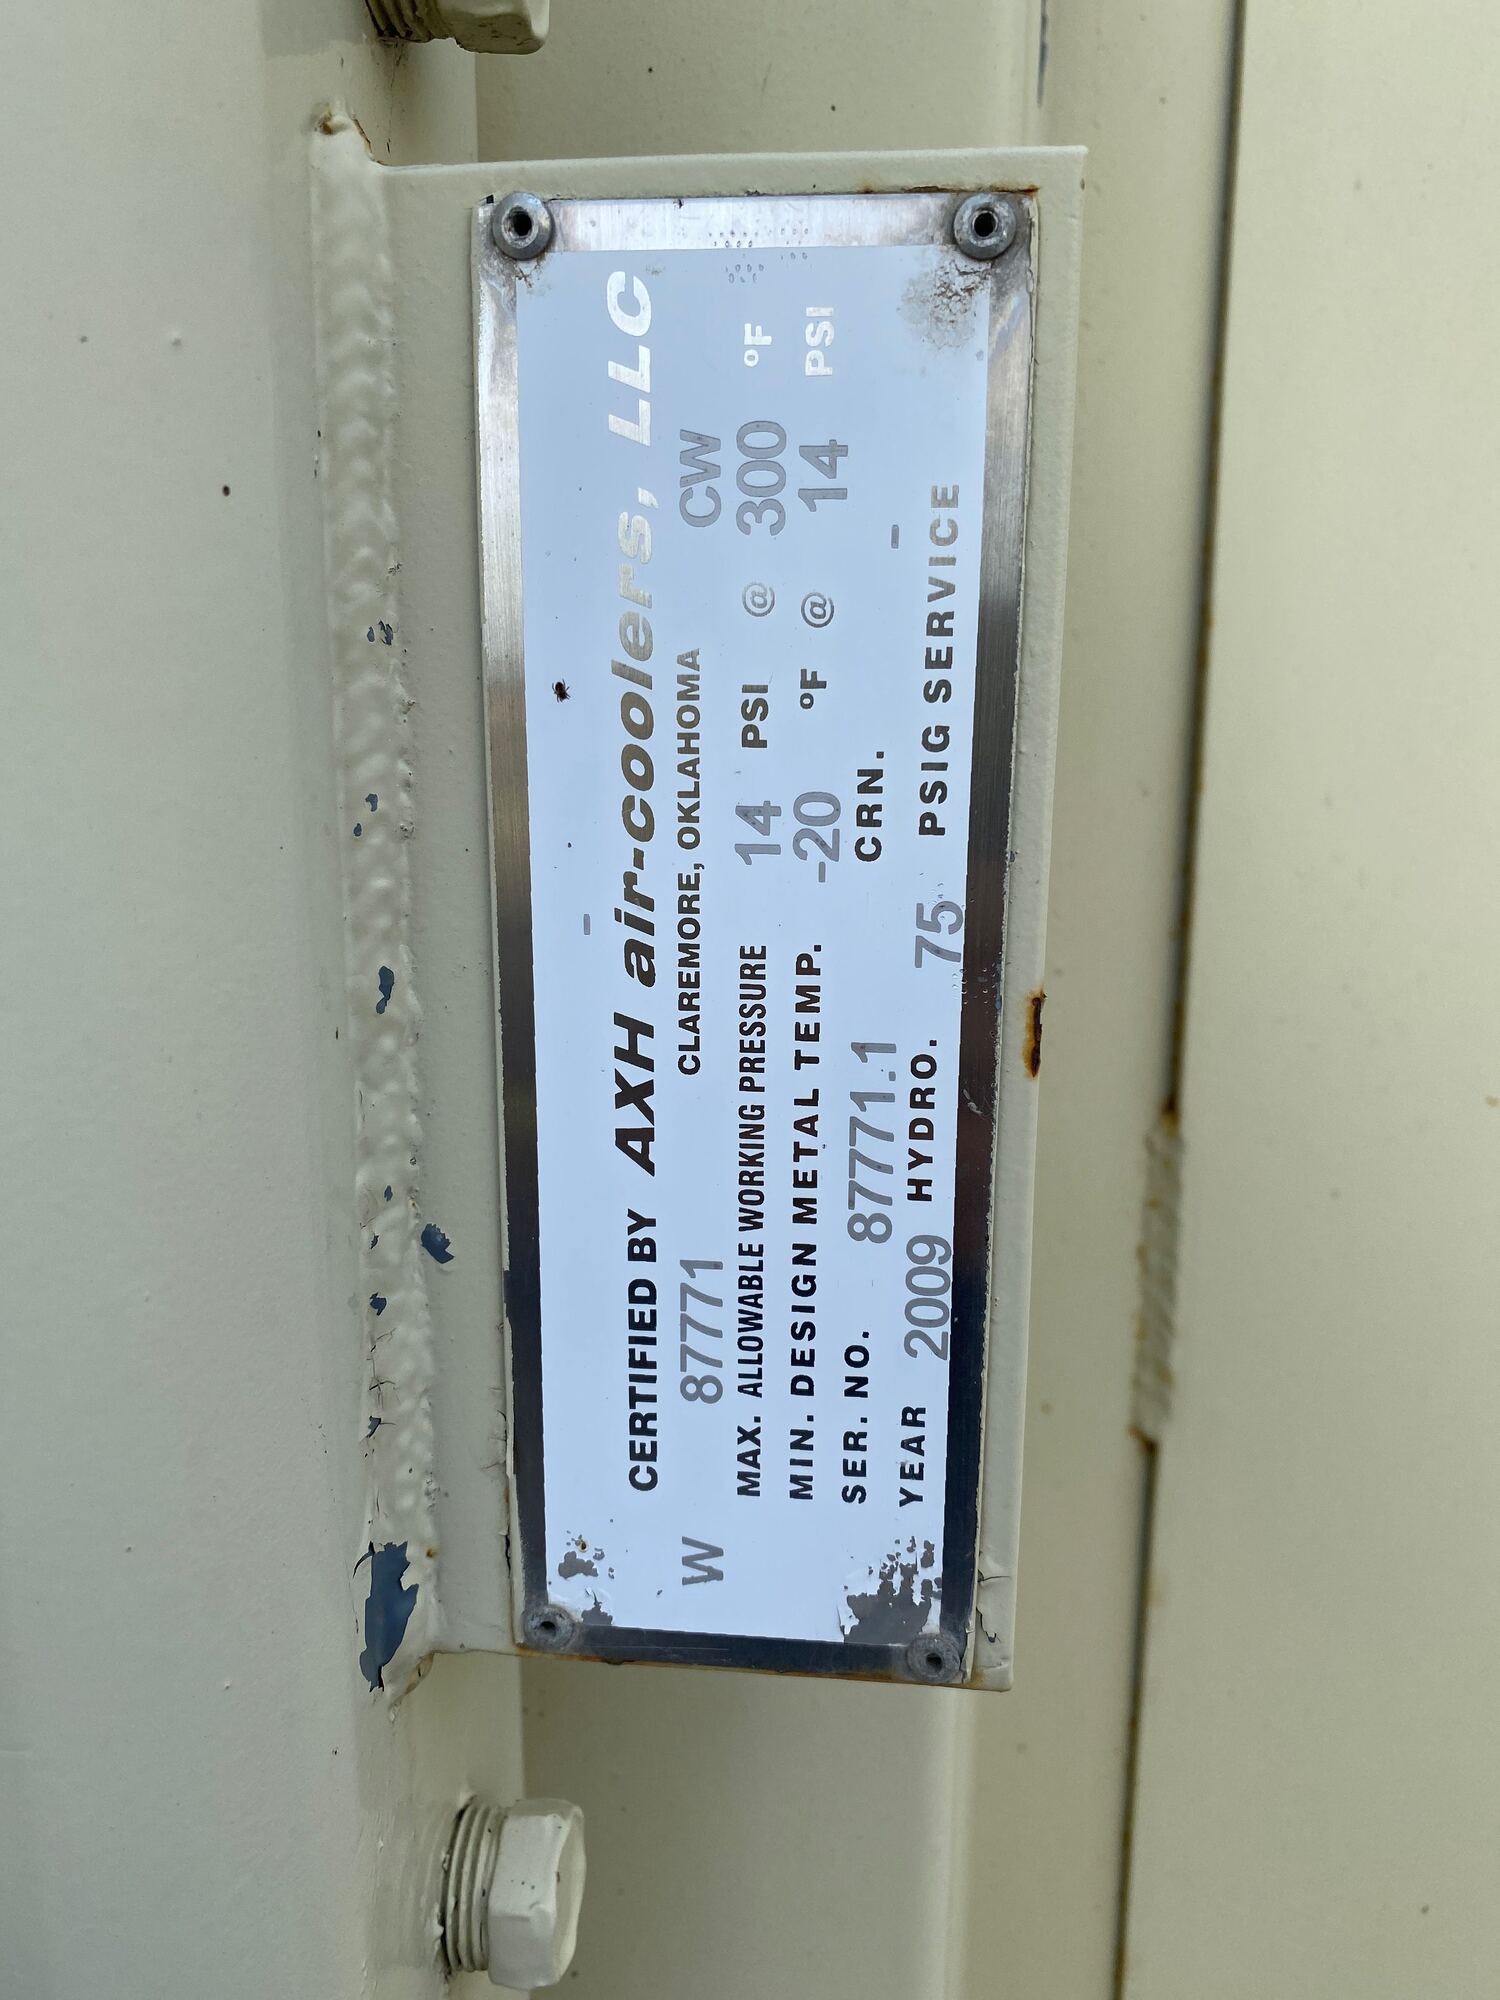 -
CERTIFIED BY AXH air-coolers, LLC
CLAREMORE, OKLAHOMA
W 87771 CW
MAX. ALLOWABLE WORKING PRESSURE 14 PSI @ 300 °F
MIN. DESIGN METAL TEMP. -20 °F @ 14 PSI
SER. NO. 87771.1 CRN. -
YEAR 2009 HYDRO. 75 PSIG SERVICE